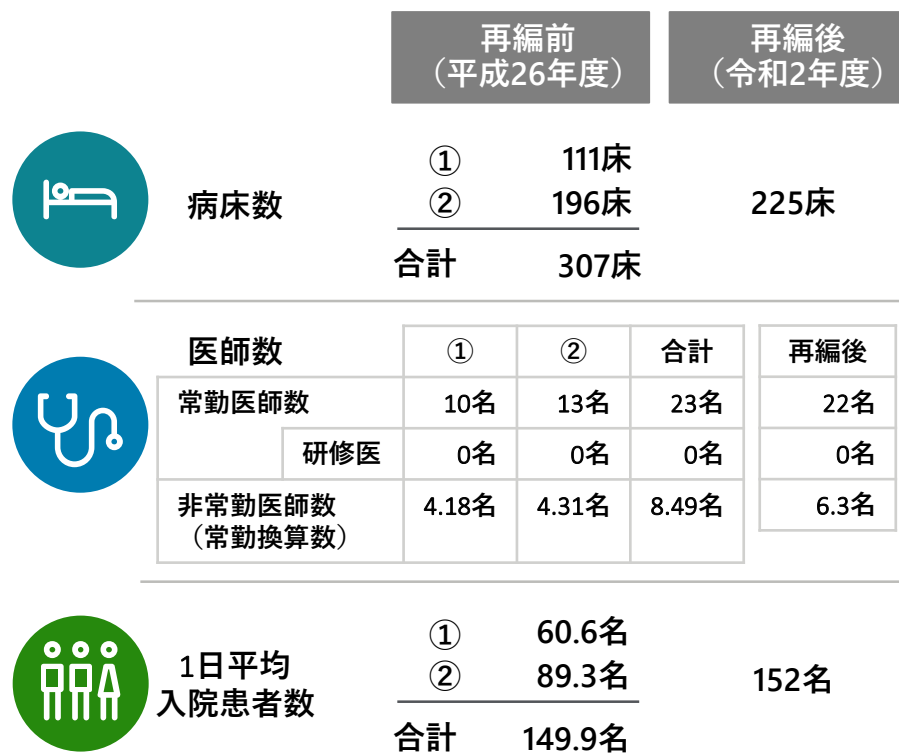 再編前
（平成26年度）
再編後
（令和2年度）
病床数
① 111床
② 196床
225床
合計 307床
医師数 ① ② 合計 再編後
常勤医師数 10名 13名 23名 22名
研修医 0名 0名 0名 0名
非常勤医師数
（常勤換算数）
4.18名 4.31名 8.49名 6.3名
1日平均
入院患者数
① 60.6名
② 89.3名
152名
合計 149.9名